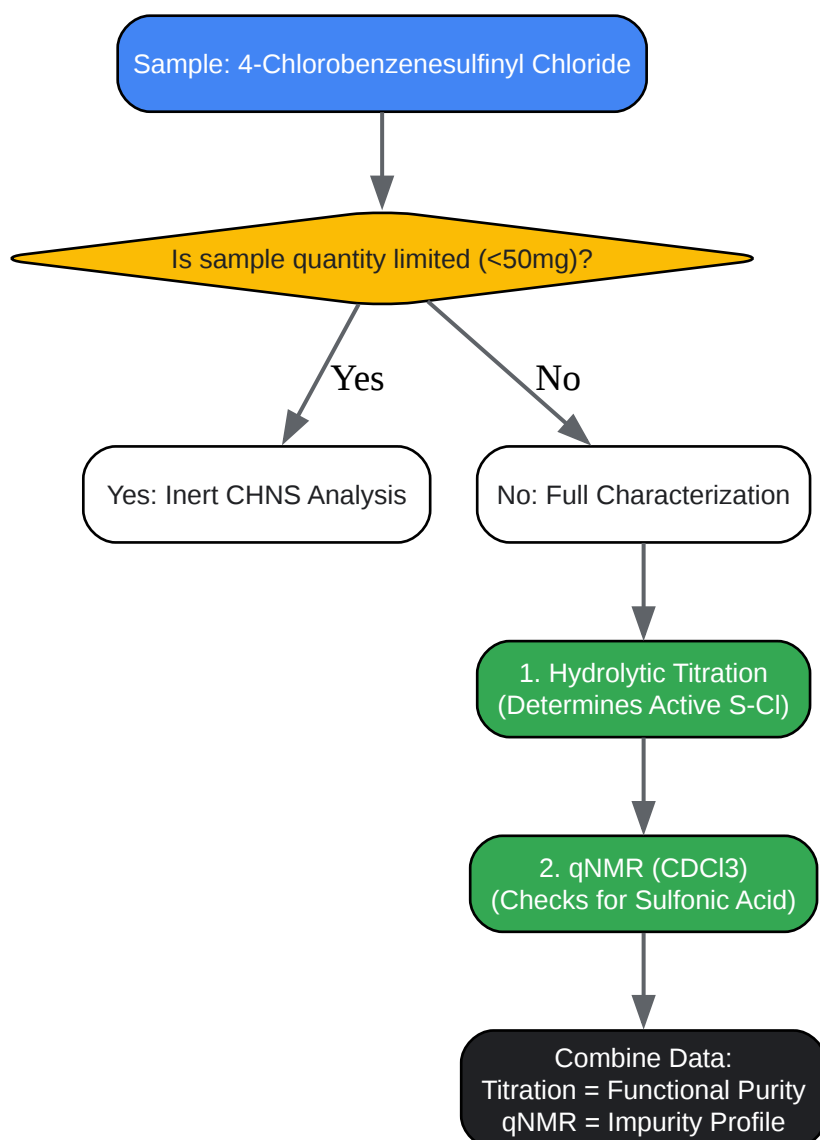 Sample: 4-Chlorobenzenesulfinyl Chloride
Is sample quantity limited (<50mg)?
Yes
No
Yes: Inert CHNS Analysis
No: Full Characterization
1. Hydrolytic Titration
(Determines Active S-Cl)
2. qNMR (CDCl3)
(Checks for Sulfonic Acid)
Combine Data:
Titration = Functional Purity
qNMR = Impurity Profile